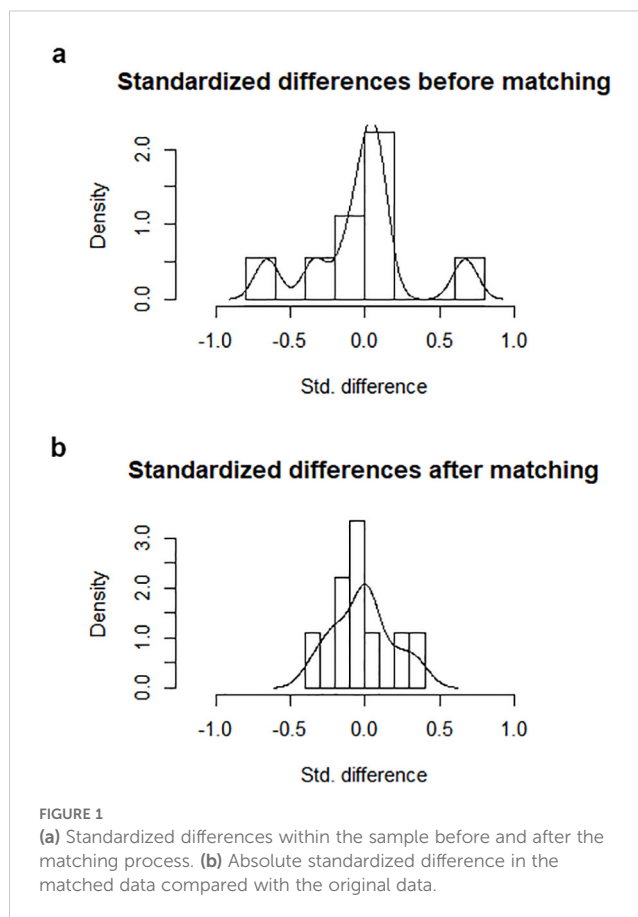 a
Standardized differences before matching
Density
2.0
1.0
0.0
-1.0 -0.5 0.0 0.5 1.0
Std. difference
b
Standardized differences after matching
Density
3.0
2.0
1.0
0.0
-1.0 -0.5 0.0 0.5 1.0
Std. difference
FIGURE 1
(a) Standardized differences within the sample before and after the
matching process. (b) Absolute standardized difference in the
matched data compared with the original data.